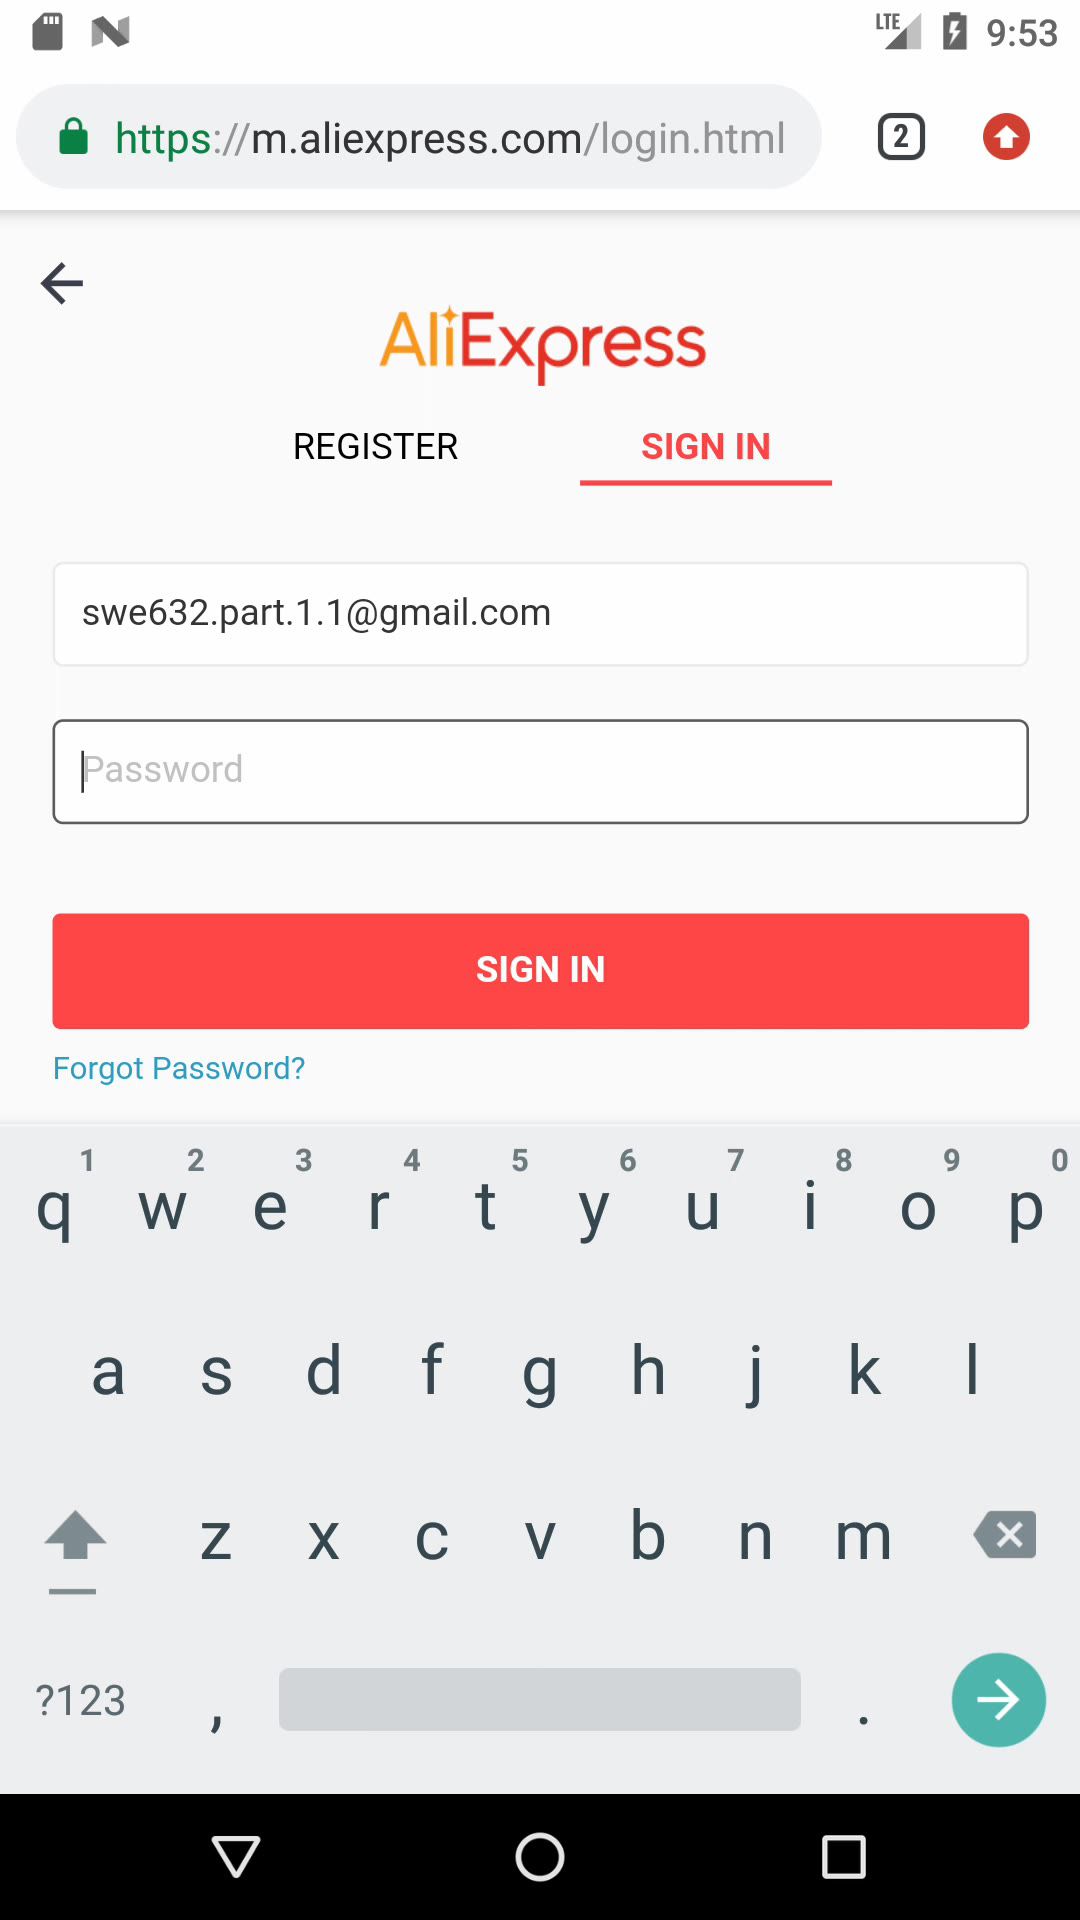 LTE 9:53
https://m.aliexpress.com/login.html 2
AliExpress
REGISTER SIGN IN
swe632.part.1.1@gmail.com
Password
SIGN IN
Forgot Password?
1 2 3 4 5 6 7 8 9 0
q w e r t y u i o p
a s d f g h j k l
z x c v b n m
?123 , .